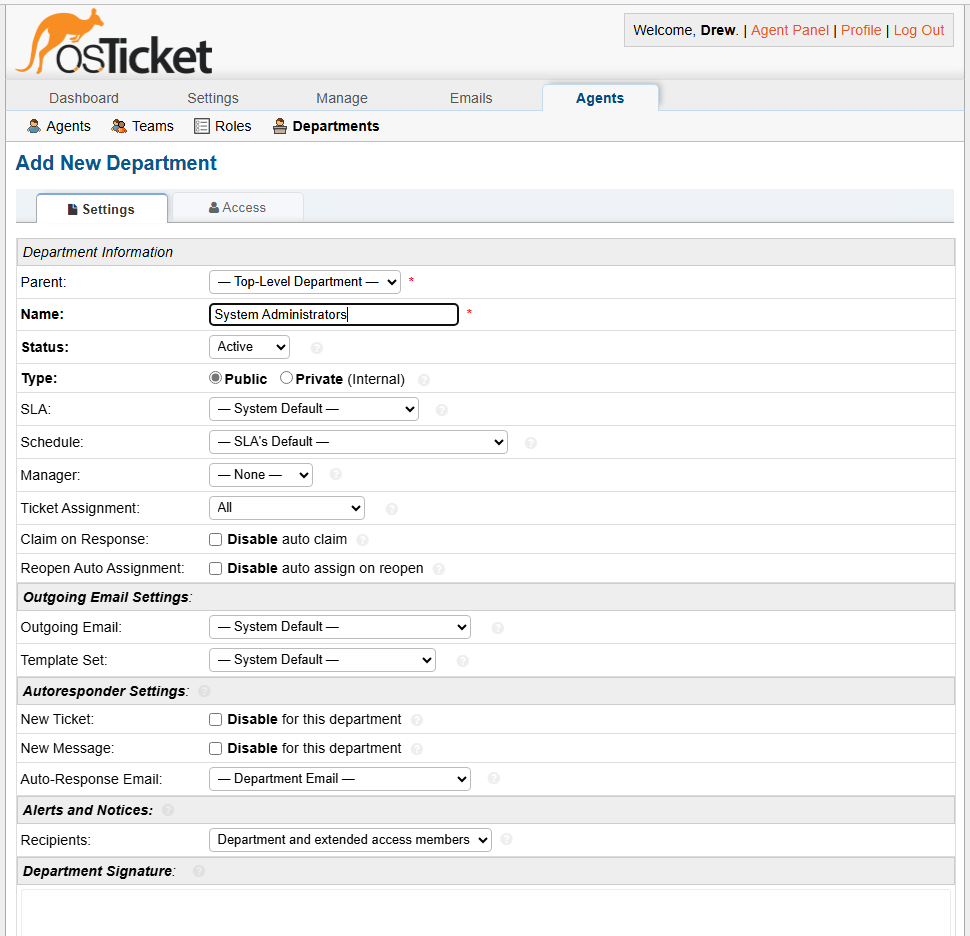 osTicket
Welcome, Drew. | Agent Panel | Profile | Log Out
Dashboard Settings Manage Emails Agents
Agents Teams Roles Departments
Add New Department
Settings Access
Department Information
Parent: — Top-Level Department — *
Name: System Administrators *
Status: Active ?
Type: Public Private (Internal) ?
SLA: — System Default — ?
Schedule: — SLA's Default — ?
Manager: — None — ?
Ticket Assignment: All ?
Claim on Response: Disable auto claim ?
Reopen Auto Assignment: Disable auto assign on reopen ?
Outgoing Email Settings:
Outgoing Email: — System Default — ?
Template Set: — System Default — ?
Autoresponder Settings: ?
New Ticket: Disable for this department ?
New Message: Disable for this department ?
Auto-Response Email: — Department Email — ?
Alerts and Notices: ?
Recipients: Department and extended access members ?
Department Signature: ?